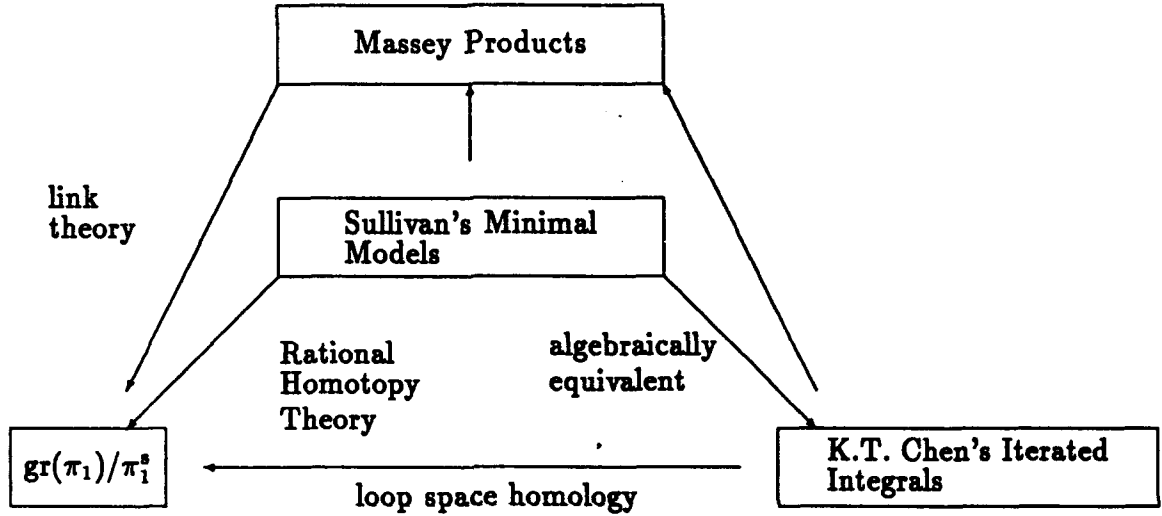 Massey Products
link
theory
Sullivan's Minimal
Models
Rational
Homotopy
Theory
algebraically
equivalent
gr(π₁)/π₁ˢ
K.T. Chen's Iterated
Integrals
loop space homology